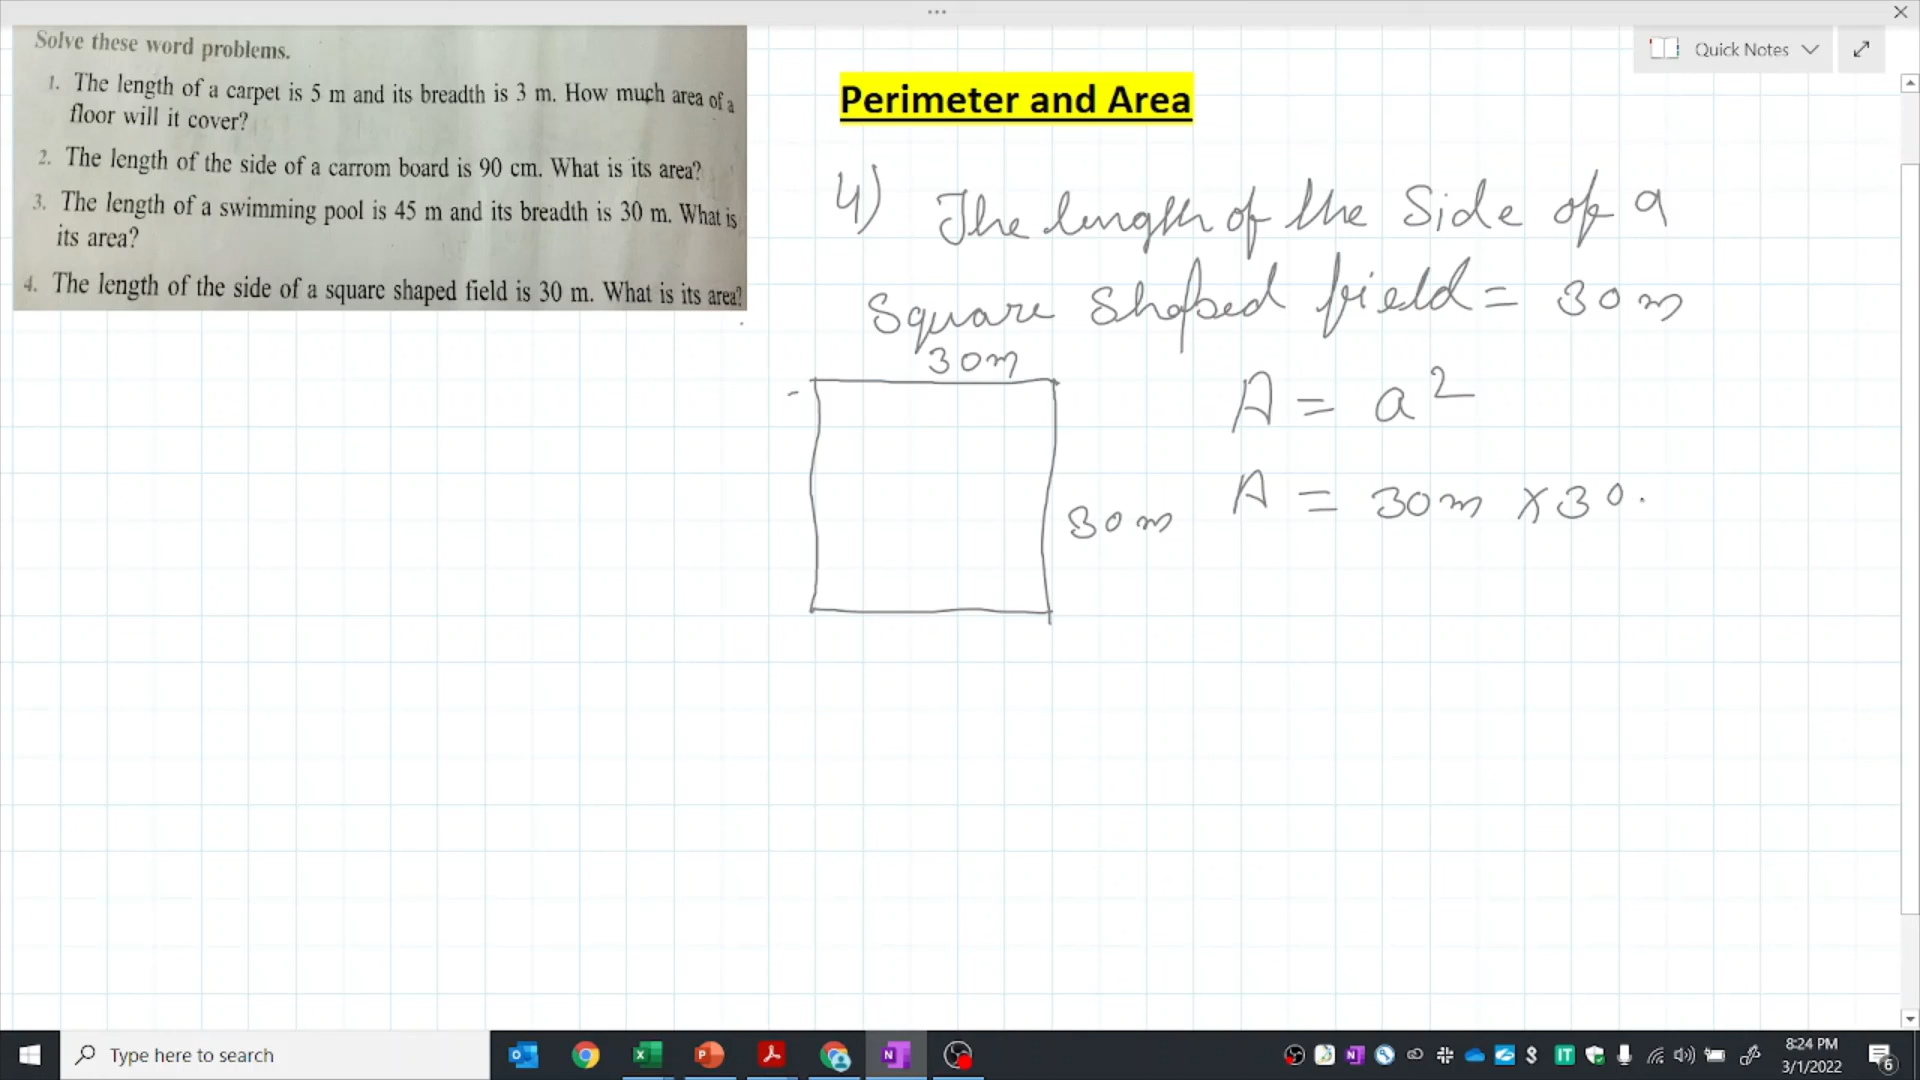 Solve these word problems.
1. The length of a carpet is 5 m and its breadth is 3 m. How much area of a
floor will it cover?
2. The length of the side of a carrom board is 90 cm. What is its area?
3. The length of a swimming pool is 45 m and its breadth is 30 m. What is
its area?
4. The length of the side of a square shaped field is 30 m. What is its area?
Quick Notes
Perimeter and Area
4) The length of the Side of a
Square Shaped field = 30m
30m
A = a²
A = 30m × 30.
30m
Type here to search
8:24 PM
3/1/2022
6